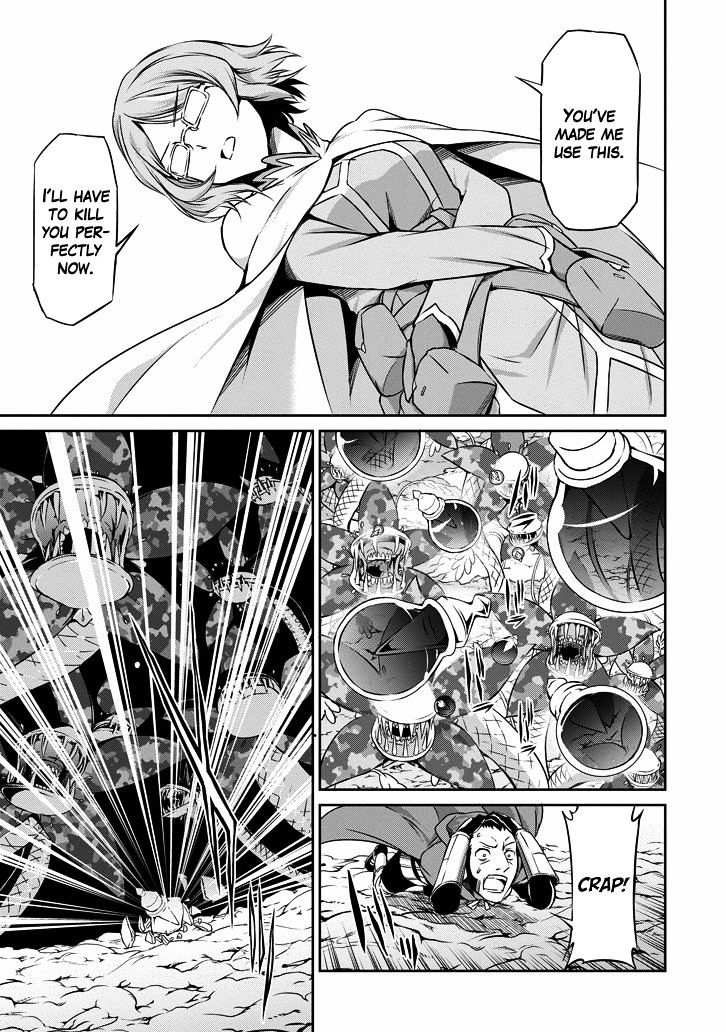 YOU'VE
MADE ME
USE THIS.
I'LL HAVE
TO KILL
YOU PER-
FECTLY
NOW.
CRAP!